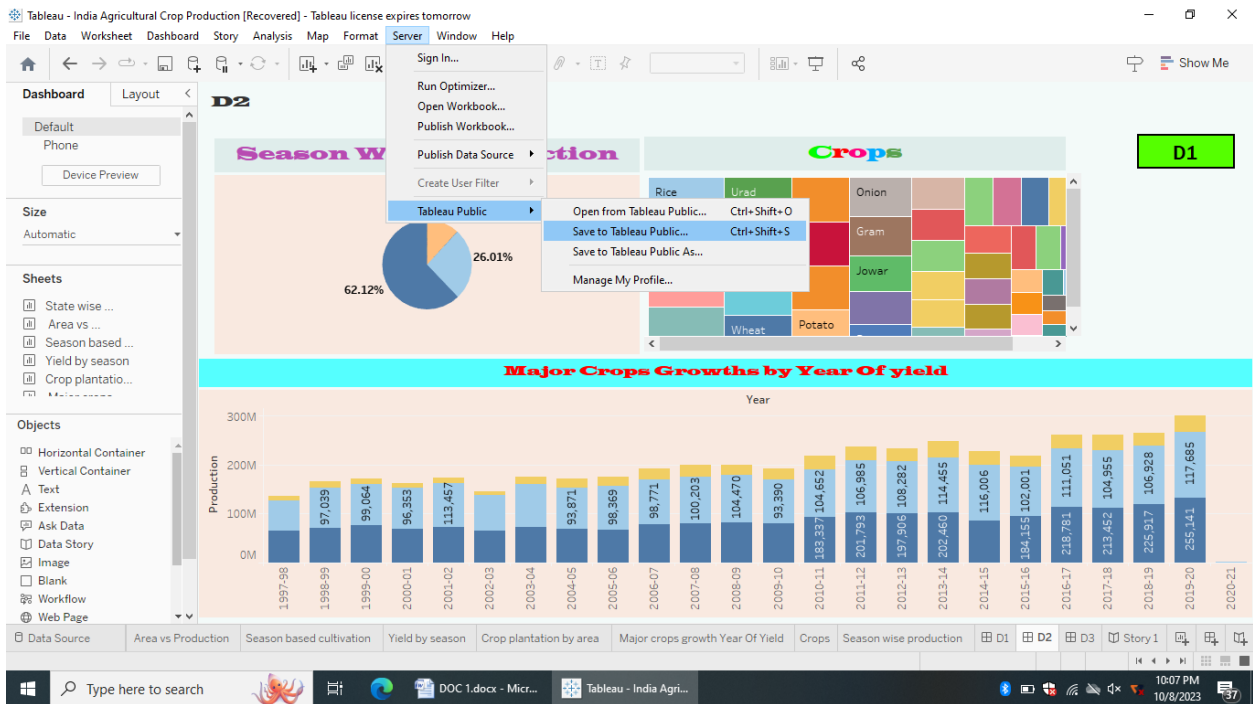 Tableau - India Agricultural Crop Production [Recovered] - Tableau license expires tomorrow
File Data Worksheet Dashboard Story Analysis Map Format Server Window Help
Show Me
Sign In...
Run Optimizer...
Open Workbook...
Publish Workbook...
Publish Data Source
Create User Filter
Tableau Public
Open from Tableau Public... Ctrl+Shift+O
Save to Tableau Public... Ctrl+Shift+S
Save to Tableau Public As...
Manage My Profile...
Dashboard Layout
Default
Phone
Device Preview
Size
Automatic
Sheets
State wise ...
Area vs ...
Season based ...
Yield by season
Crop plantatio...
Objects
Horizontal Container
Vertical Container
Text
Extension
Ask Data
Data Story
Image
Blank
Workflow
Web Page
D2
Season W ction
Crops
D1
26.01%
62.12%
Rice Urad Onion
Gram
Jowar
Wheat Potato
Major Crops Growths by Year Of yield
Year
Production
300M
200M
100M
0M
97,039 99,064 96,353 113,457 93,871 98,369 98,771 100,203 104,470 93,390 104,652 106,985 108,282 114,455 116,006 102,001 111,051 104,955 106,928 117,685
183,337 201,793 197,906 202,460 184,155 218,781 213,452 225,917 255,141
1997-98 1998-99 1999-00 2000-01 2001-02 2002-03 2003-04 2004-05 2005-06 2006-07 2007-08 2008-09 2009-10 2010-11 2011-12 2012-13 2013-14 2014-15 2015-16 2016-17 2017-18 2018-19 2019-20 2020-21
Data Source Area vs Production Season based cultivation Yield by season Crop plantation by area Major crops growth Year Of Yield Crops Season wise production D1 D2 D3 Story 1
Type here to search
DOC 1.docx - Micr...
Tableau - India Agri...
10:07 PM
10/8/2023
37